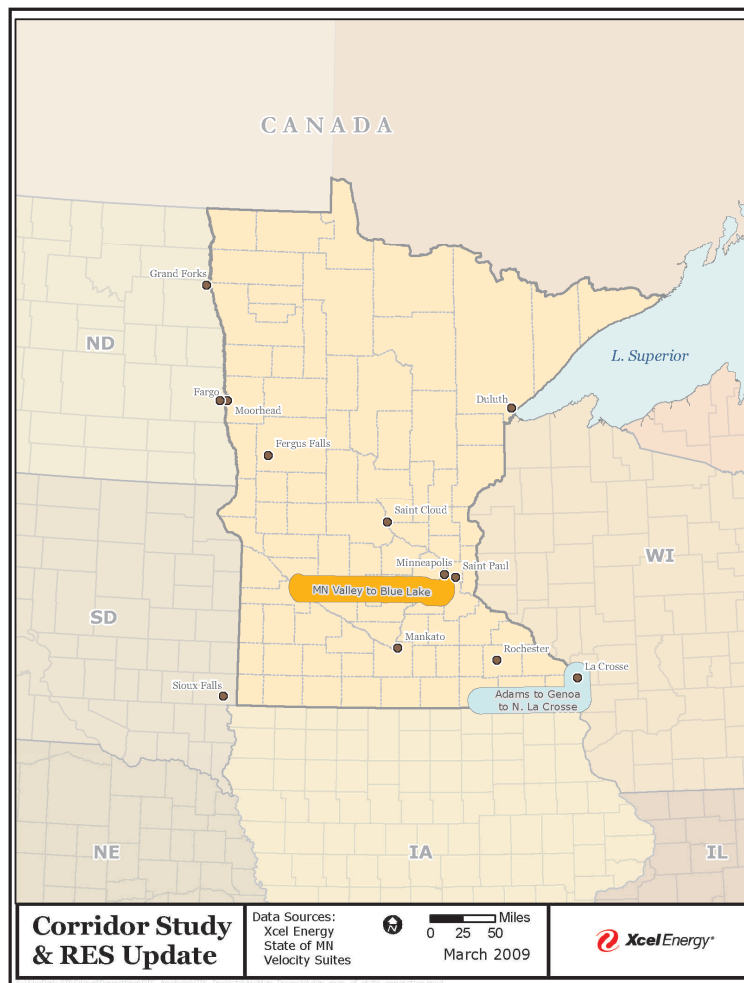 CANADA
Grand Forks
ND
L. Superior
Fargo
Moorhead
Duluth
Fergus Falls
Saint Cloud
WI
Minneapolis
Saint Paul
MN Valley to Blue Lake
SD
Mankato
Rochester
La Crosse
Sioux Falls
Adams to Genoa
to N. La Crosse
NE
IA
IL
Corridor Study
& RES Update
Data Sources:
Xcel Energy
State of MN
Velocity Suites
N
Miles
0 25 50
March 2009
Xcel Energy®